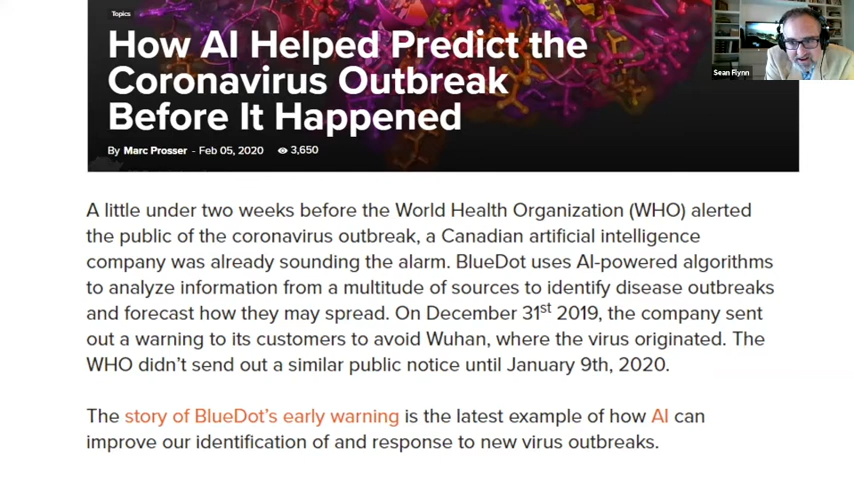 Topics
How AI Helped Predict the
Coronavirus Outbreak
Before It Happened
By Marc Prosser - Feb 05, 2020 3,650
Sean Flynn
A little under two weeks before the World Health Organization (WHO) alerted
the public of the coronavirus outbreak, a Canadian artificial intelligence
company was already sounding the alarm. BlueDot uses AI-powered algorithms
to analyze information from a multitude of sources to identify disease outbreaks
and forecast how they may spread. On December 31st 2019, the company sent
out a warning to its customers to avoid Wuhan, where the virus originated. The
WHO didn't send out a similar public notice until January 9th, 2020.
The story of BlueDot's early warning is the latest example of how AI can
improve our identification of and response to new virus outbreaks.